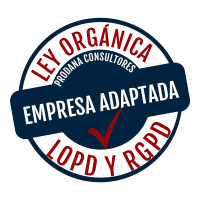 LEY ORGÁNICA
PRODANA CONSULTORES
EMPRESA ADAPTADA
LOPD Y RGPD